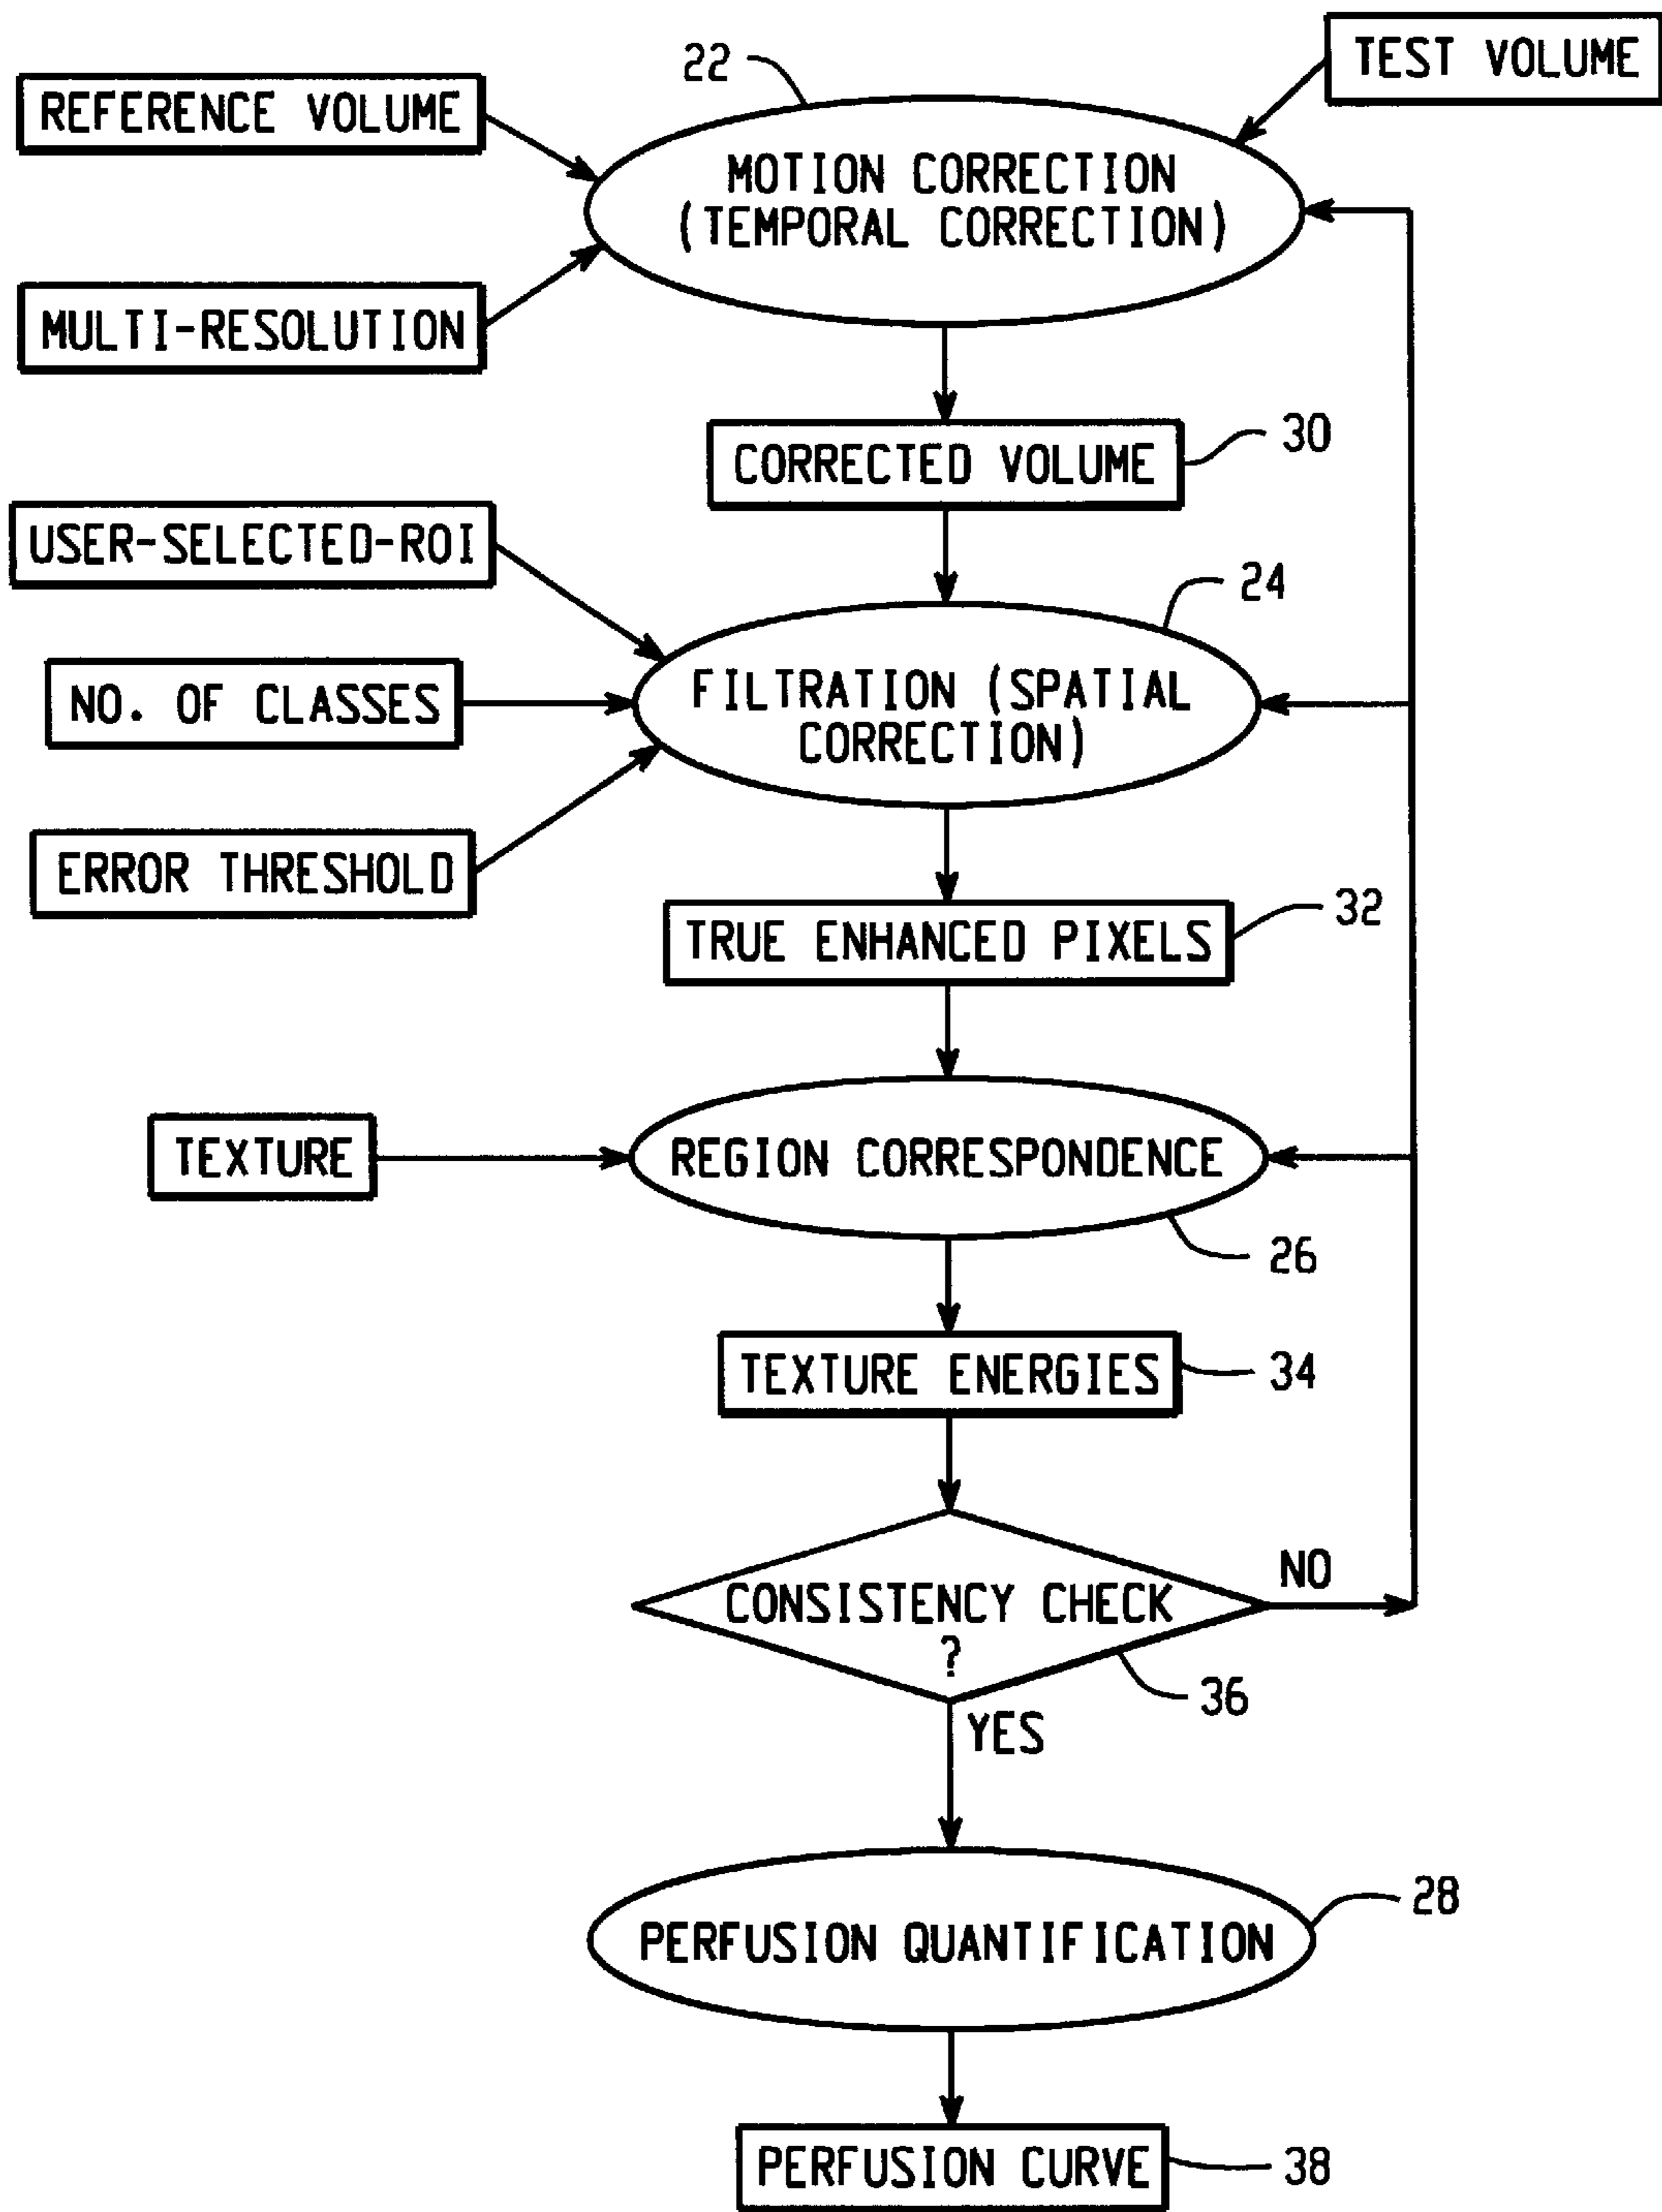 TEST VOLUME
22
REFERENCE VOLUME
MOTION CORRECTION
(TEMPORAL CORRECTION)
MULTI-RESOLUTION
30
CORRECTED VOLUME
USER-SELECTED-ROI
24
FILTRATION (SPATIAL
CORRECTION)
NO. OF CLASSES
ERROR THRESHOLD
32
TRUE ENHANCED PIXELS
TEXTURE
REGION CORRESPONDENCE
26
TEXTURE ENERGIES
34
NO
CONSISTENCY CHECK
?
36
YES
28
PERFUSION QUANTIFICATION
PERFUSION CURVE
38